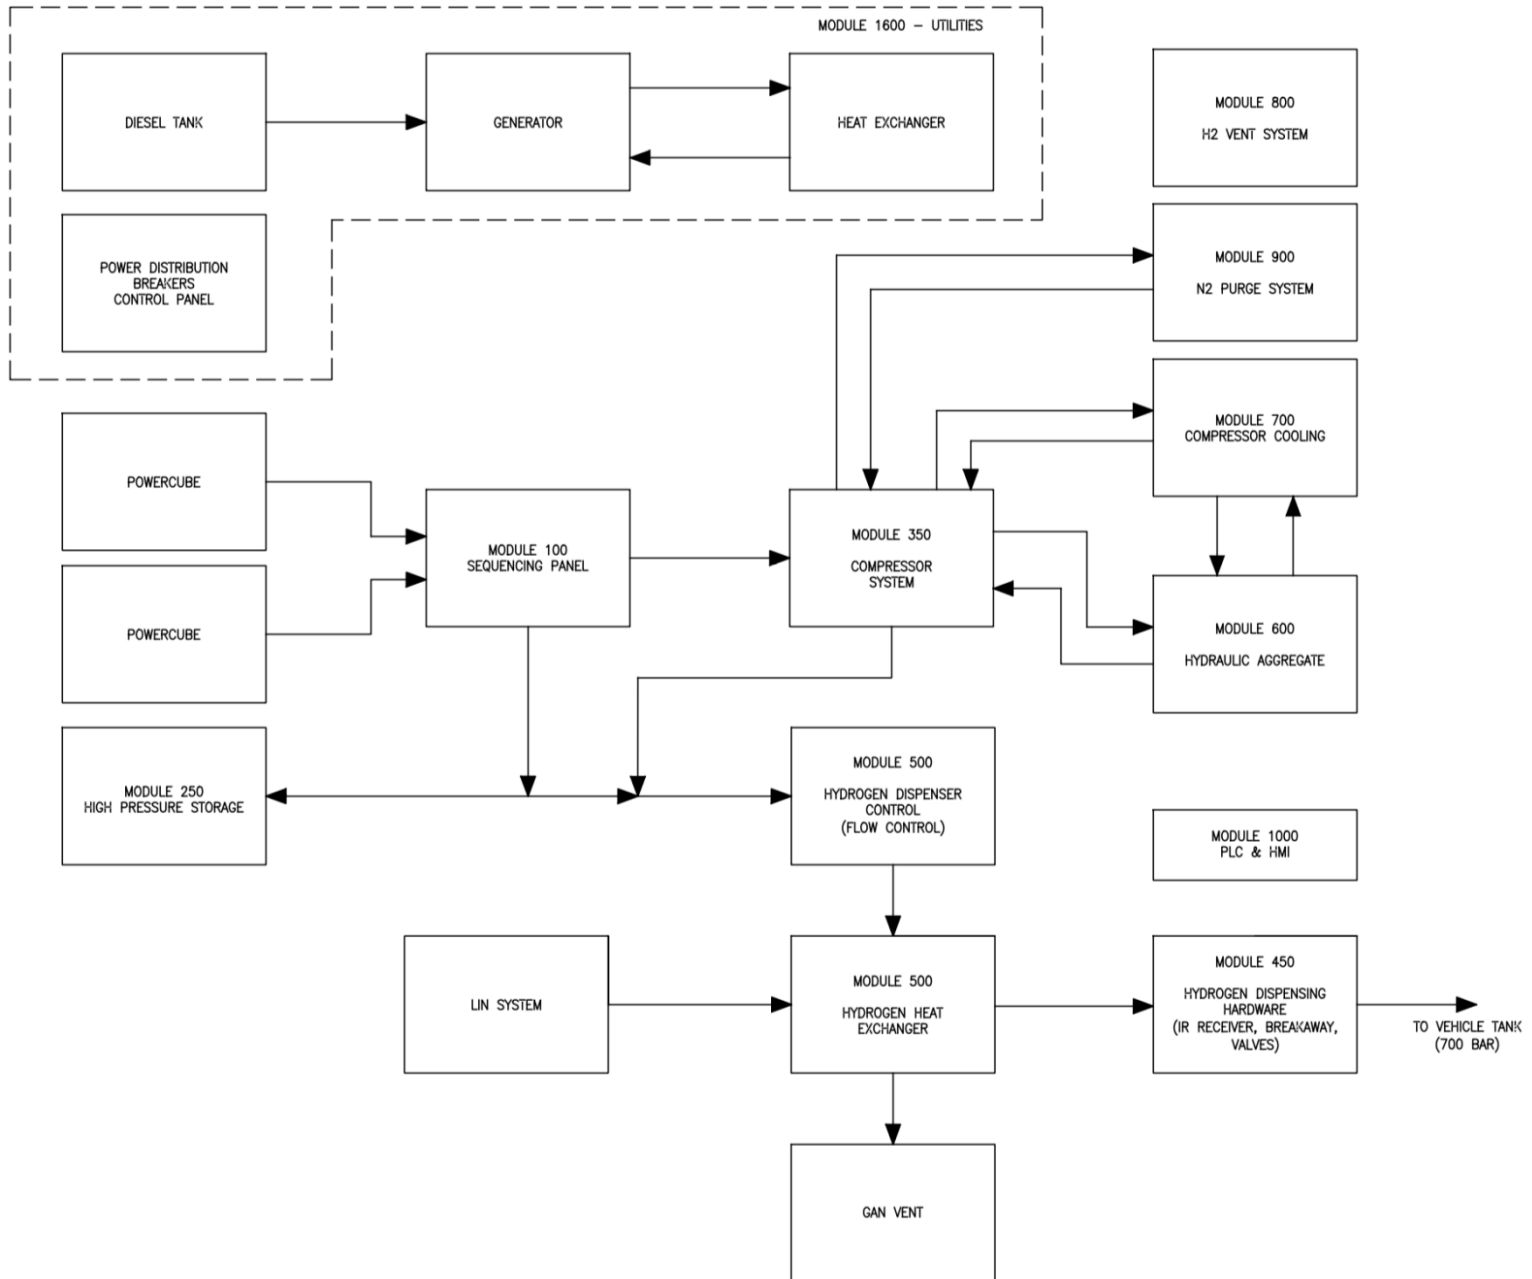 MODULE 1600 – UTILITIES
DIESEL TANK
GENERATOR
HEAT EXCHANGER
MODULE 800
H2 VENT SYSTEM
POWER DISTRIBUTION
BREAKERS
CONTROL PANEL
MODULE 900
N2 PURGE SYSTEM
MODULE 700
COMPRESSOR COOLING
POWERCUBE
MODULE 100
SEQUENCING PANEL
MODULE 350
COMPRESSOR
SYSTEM
POWERCUBE
MODULE 600
HYDRAULIC AGGREGATE
MODULE 250
HIGH PRESSURE STORAGE
MODULE 500
HYDROGEN DISPENSER
CONTROL
(FLOW CONTROL)
MODULE 1000
PLC & HMI
LIN SYSTEM
MODULE 500
HYDROGEN HEAT
EXCHANGER
MODULE 450
HYDROGEN DISPENSING
HARDWARE
(IR RECEIVER, BREAKAWAY,
VALVES)
TO VEHICLE TANK
(700 BAR)
GAN VENT